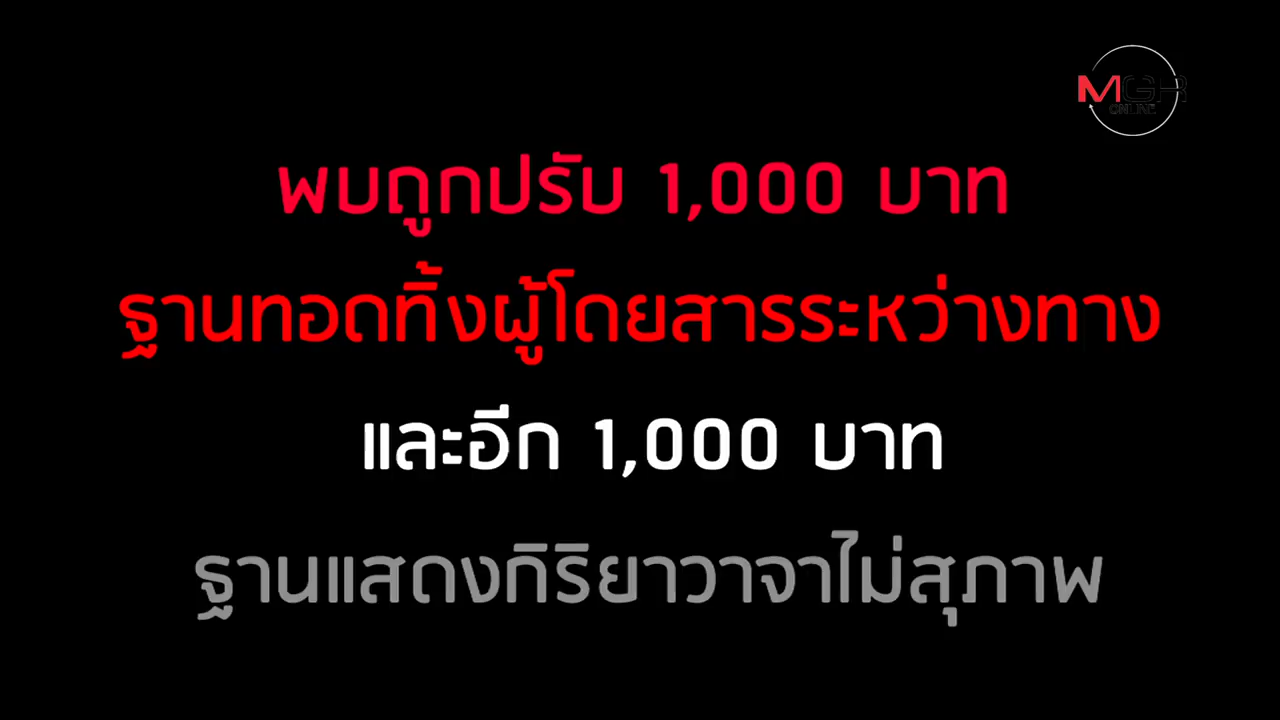 MGR
ONLINE
พบถูกปรับ 1,000 บาท
ฐานทอดทิ้งผู้โดยสารระหว่างทาง
และอีก 1,000 บาท
ฐานแสดงกิริยาวาจาไม่สุภาพ